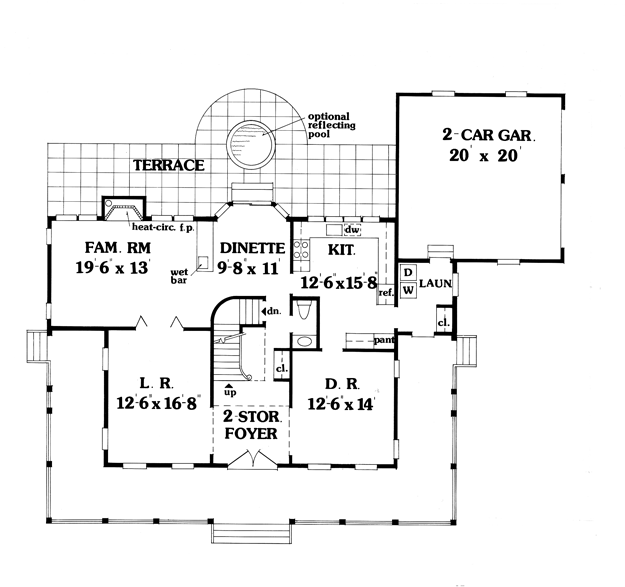 optional
reflecting
pool
2-CAR GAR.
20' x 20'
TERRACE
heat-circ. f.p.
dw
FAM. RM
19'-6" x 13'
wet
bar
DINETTE
9'-8" x 11'
KIT.
12'-6" x 15'-8"
ref.
D
W
LAUN.
cl.
dn.
pant
cl.
up
L. R.
12'-6" x 16'-8"
2-STOR.
FOYER
D. R.
12'-6" x 14'